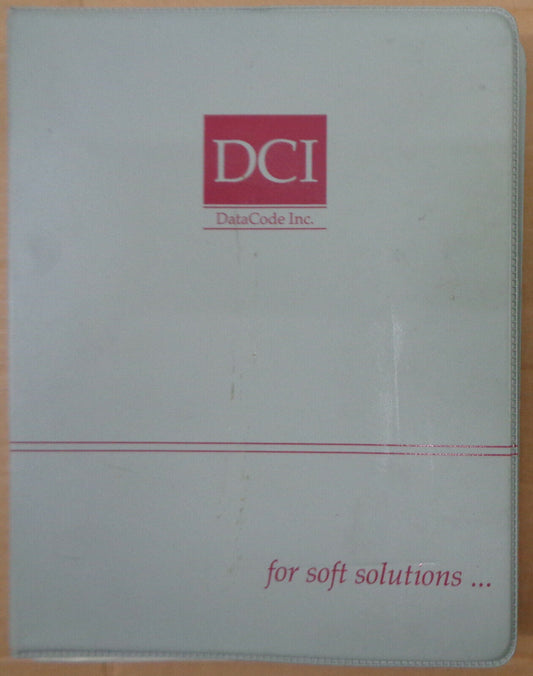 DCI
DataCode Inc.
for soft solutions ...